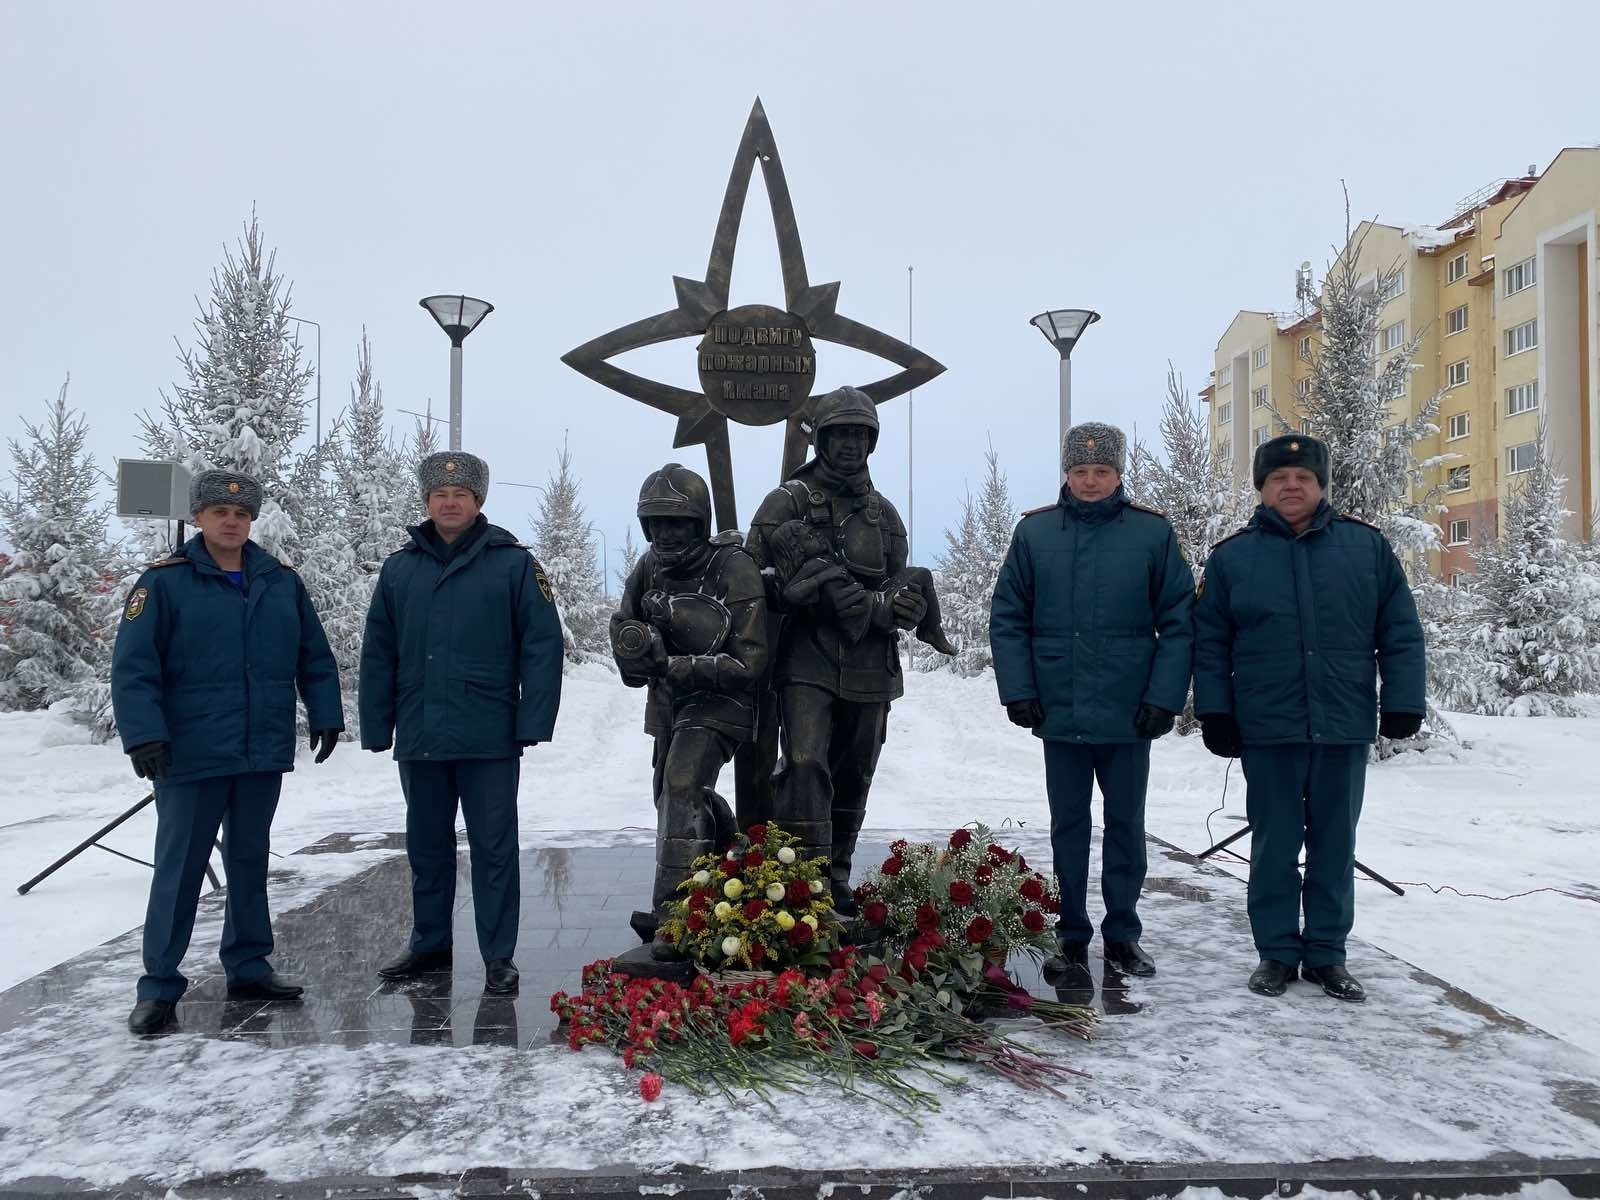 Подвигу
пожарных
Ямала